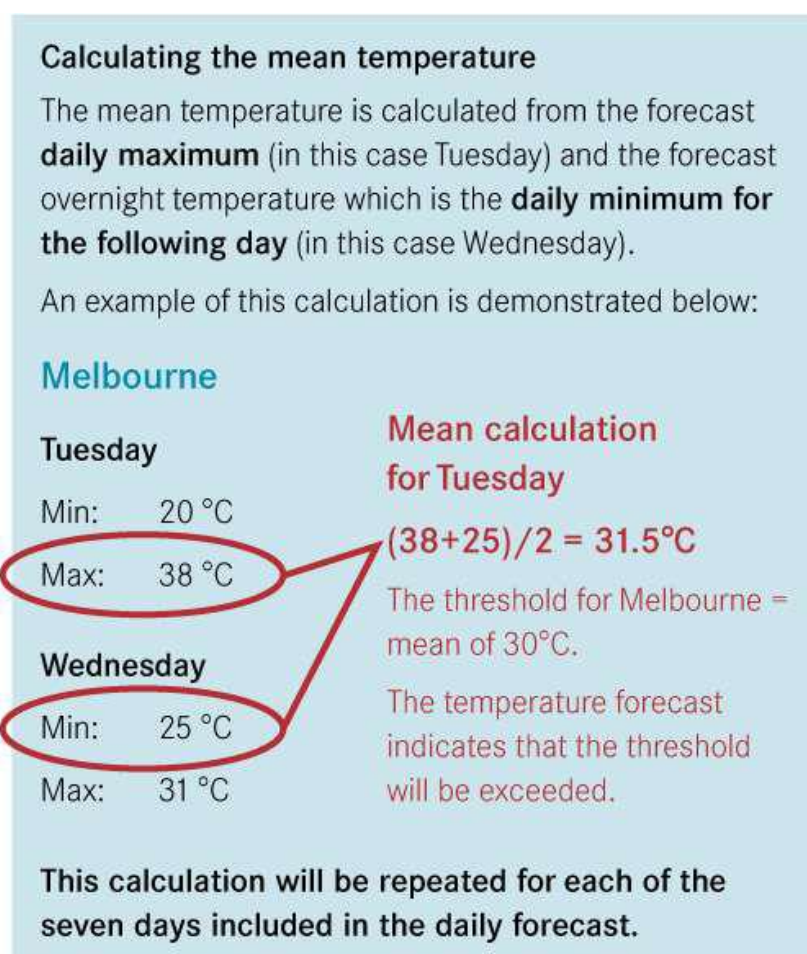 Calculating the mean temperature
The mean temperature is calculated from the forecast
daily maximum (in this case Tuesday) and the forecast
overnight temperature which is the daily minimum for
the following day (in this case Wednesday).
An example of this calculation is demonstrated below:
Melbourne
Tuesday
Min: 20 °C
Max: 38 °C
Wednesday
Min: 25 °C
Max: 31 °C
Mean calculation
for Tuesday
(38+25)/2 = 31.5°C
The threshold for Melbourne =
mean of 30°C.
The temperature forecast
indicates that the threshold
will be exceeded.
This calculation will be repeated for each of the
seven days included in the daily forecast.